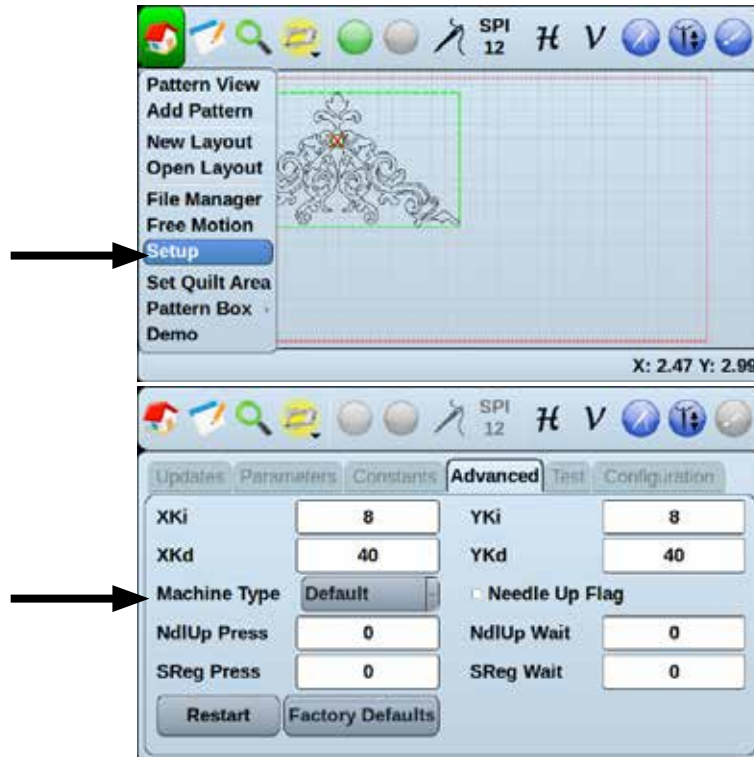 SPI
12
H V
Pattern View
Add Pattern
New Layout
Open Layout
File Manager
Free Motion
Setup
Set Quilt Area
Pattern Box
Demo
X: 2.47 Y: 2.99
SPI
12
H V
Updates Parameters Constants Advanced Test Configuration
XKi 8 YKi 8
XKd 40 YKd 40
Machine Type Default Needle Up Flag
NdlUp Press 0 NdlUp Wait 0
SReg Press 0 SReg Wait 0
Restart Factory Defaults